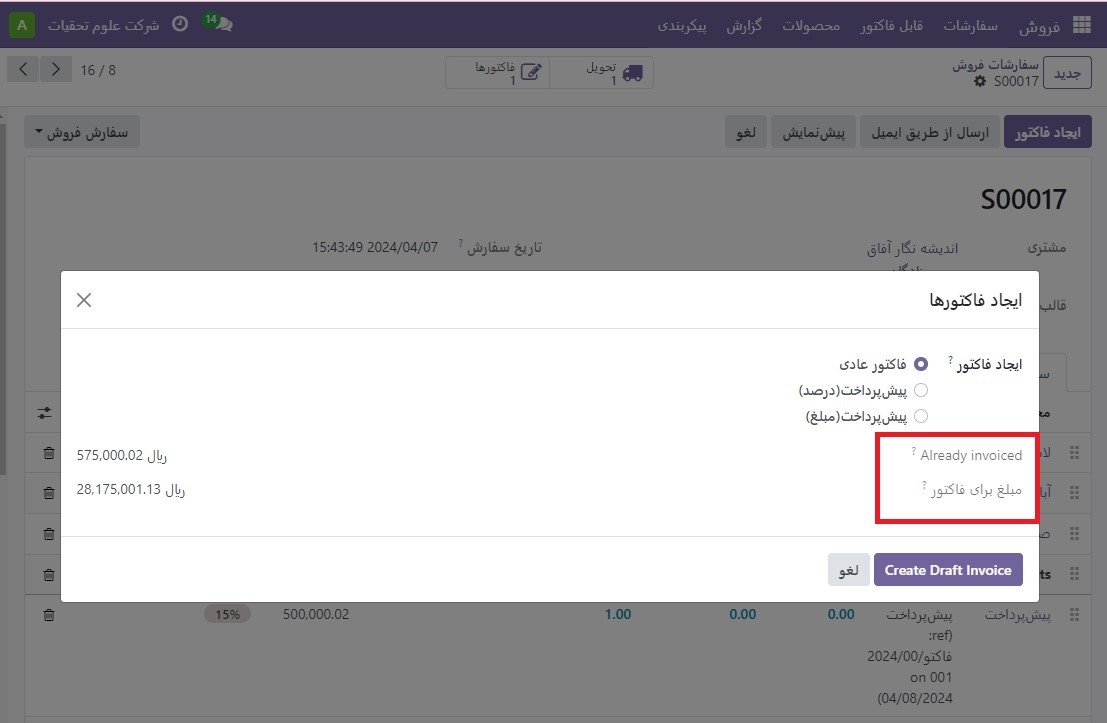 فروش
سفارشات
قابل فاکتور
محصولات
گزارش
پیکربندی
14
شرکت علوم تحقیات
A
جدید
سفارشات فروش
S00017
تحویل
1
فاکتورها
1
16 / 8
ایجاد فاکتور
ارسال از طریق ایمیل
پیش‌نمایش
لغو
سفارش فروش
S00017
مشتری
اندیشه نگار آفاق
تاریخ سفارش ?
15:43:49 2024/04/07
قالب
ایجاد فاکتورها
ایجاد فاکتور ?
فاکتور عادی
پیش‌پرداخت(درصد)
پیش‌پرداخت(مبلغ)
Already invoiced ?
575,000.02 ریال
مبلغ برای فاکتور ?
28,175,001.13 ریال
Create Draft Invoice
لغو
پیش‌پرداخت
پیش‌پرداخت
0.00
0.00
1.00
500,000.02
15%
(ref:
فاکتو/2024/00
001 on
04/08/2024)